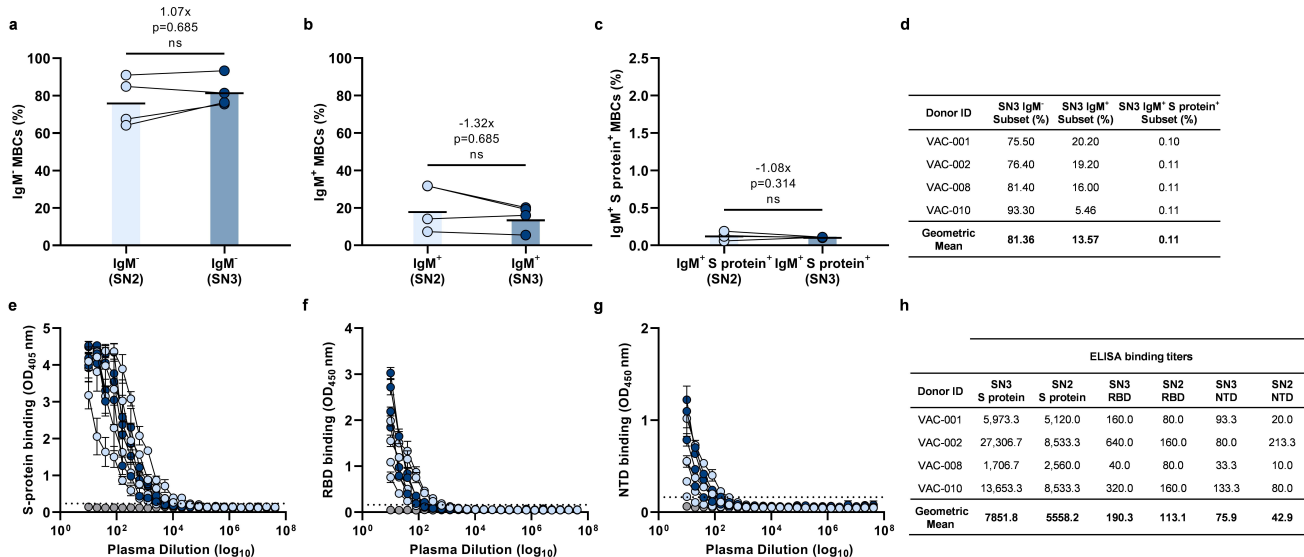 a
1.07x
p=0.685
ns
IgM⁻ MBCs (%)
100
80
60
40
20
0
IgM⁻
(SN2)
IgM⁻
(SN3)
b
-1.32x
p=0.685
ns
IgM⁺ MBCs (%)
100
80
60
40
20
0
IgM⁺
(SN2)
IgM⁺
(SN3)
c
-1.08x
p=0.314
ns
IgM⁺ S protein⁺ MBCs (%)
2.5
2.0
1.5
1.0
0.5
0.0
IgM⁺ S protein⁺
(SN2)
IgM⁺ S protein⁺
(SN3)
d
Donor ID SN3 IgM⁻ Subset (%) SN3 IgM⁺ Subset (%) SN3 IgM⁺ S protein⁺ Subset (%)
VAC-001 75.50 20.20 0.10
VAC-002 76.40 19.20 0.11
VAC-008 81.40 16.00 0.11
VAC-010 93.30 5.46 0.11
Geometric Mean 81.36 13.57 0.11
e
S-protein binding (OD₄₀₅ nm)
5
4
3
2
1
0
10⁰ 10² 10⁴ 10⁶ 10⁸
Plasma Dilution (log₁₀)
f
RBD binding (OD₄₅₀ nm)
4
3
2
1
0
10⁰ 10² 10⁴ 10⁶ 10⁸
Plasma Dilution (log₁₀)
g
NTD binding (OD₄₅₀ nm)
2
1
0
10⁰ 10² 10⁴ 10⁶ 10⁸
Plasma Dilution (log₁₀)
h
ELISA binding titers
Donor ID SN3 S protein SN2 S protein SN3 RBD SN2 RBD SN3 NTD SN2 NTD
VAC-001 5,973.3 5,120.0 160.0 80.0 93.3 20.0
VAC-002 27,306.7 8,533.3 640.0 160.0 80.0 213.3
VAC-008 1,706.7 2,560.0 40.0 80.0 33.3 10.0
VAC-010 13,653.3 8,533.3 320.0 160.0 133.3 80.0
Geometric Mean 7851.8 5558.2 190.3 113.1 75.9 42.9